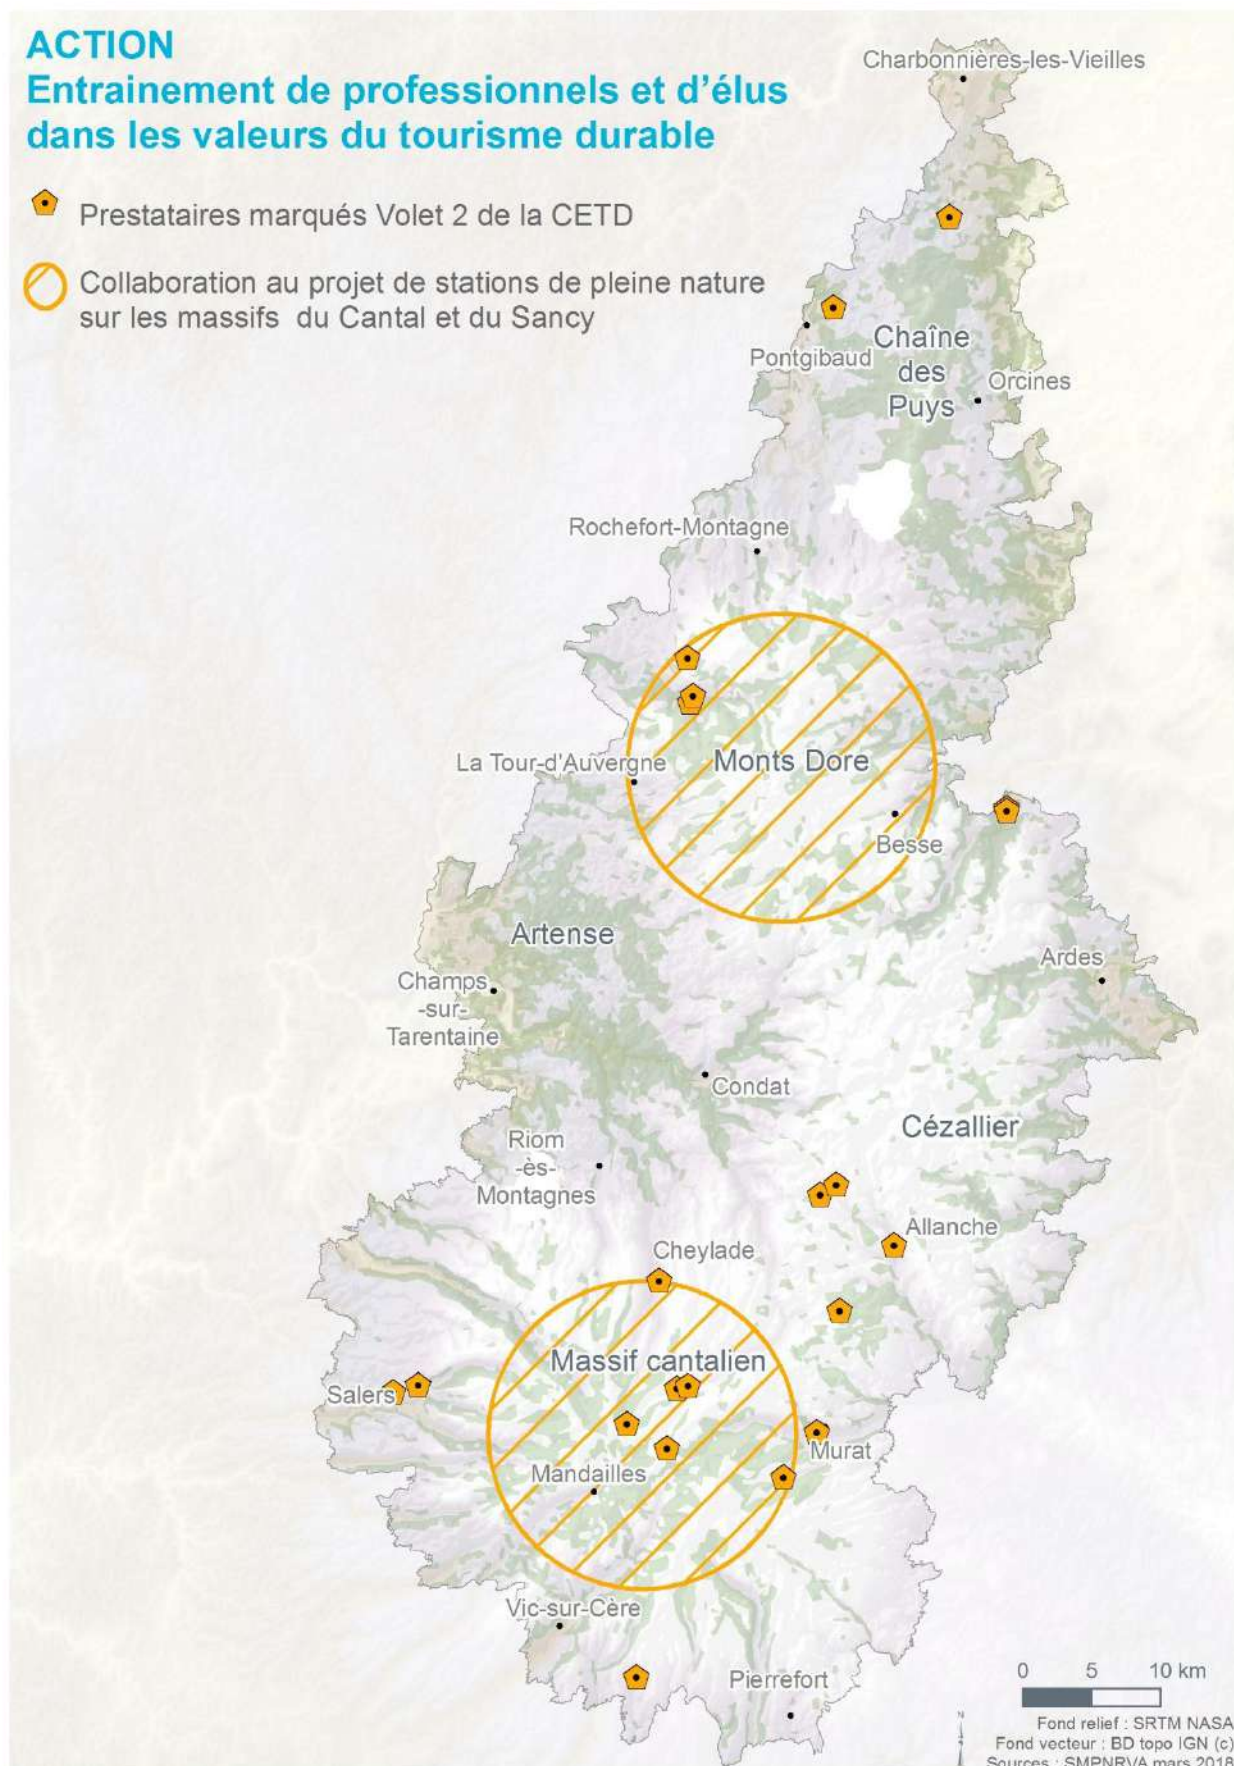 ACTION
Entrainement de professionnels et d'élus
dans les valeurs du tourisme durable
Prestataires marqués Volet 2 de la CETD
Collaboration au projet de stations de pleine nature
sur les massifs du Cantal et du Sancy
Charbonnières-les-Vieilles
Pontgibaud
Chaîne
des
Puys
Orcines
Rochefort-Montagne
La Tour-d'Auvergne
Monts Dore
Besse
Artense
Champs
-sur-
Tarentaine
Ardes
Condat
Cézallier
Riom
-ès-
Montagnes
Allanche
Cheylade
Massif cantalien
Salers
Murat
Mandailles
Vic-sur-Cère
Pierrefort
0 5 10 km
N
Fond relief : SRTM NASA
Fond vecteur : BD topo IGN (c)
Sources : SMPNRVA mars 2018